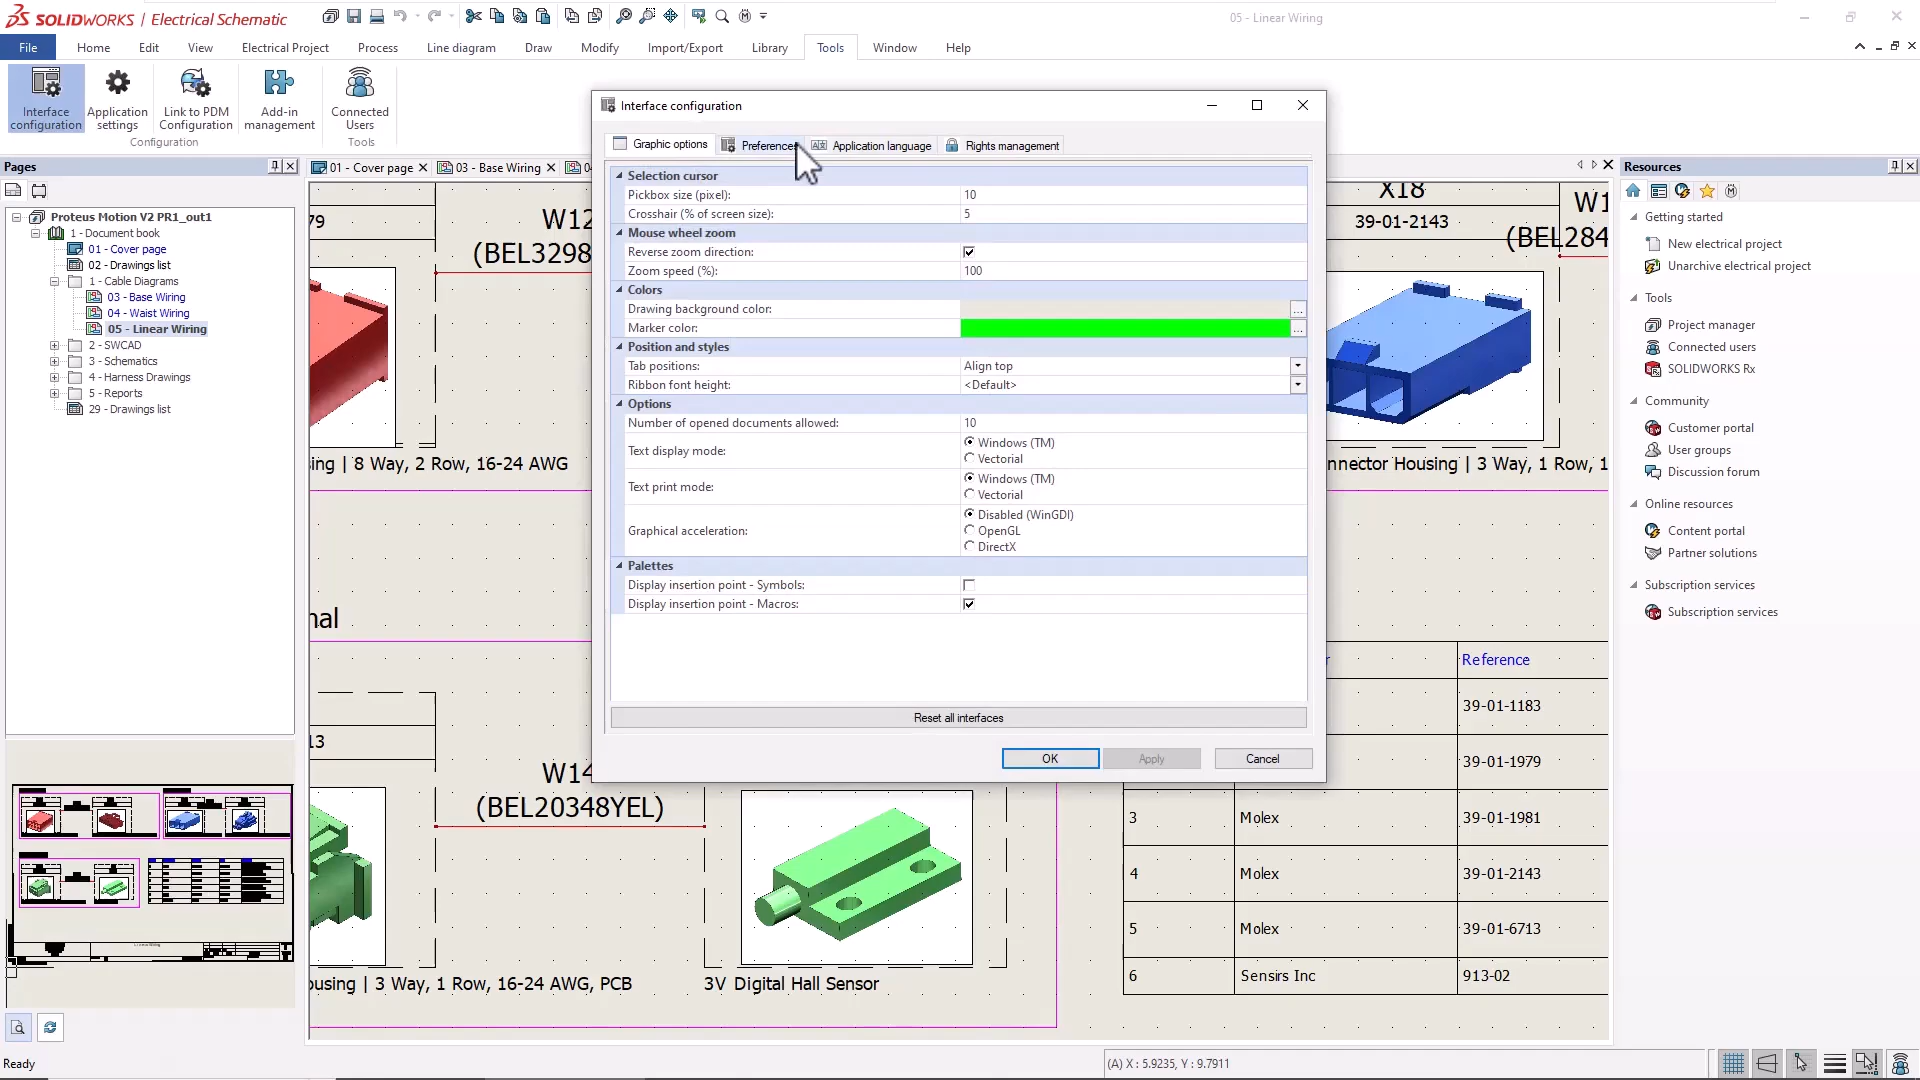 SOLIDWORKS | Electrical Schematic
05 - Linear Wiring
File Home Edit View Electrical Project Process Line diagram Draw Modify Import/Export Library Tools Window Help
Interface configuration
Application settings
Link to PDM Configuration
Add-in management
Connected Users
Configuration
Tools
Pages
Proteus Motion V2 PR1_out1
1 - Document book
01 - Cover page
02 - Drawings list
1 - Cable Diagrams
03 - Base Wiring
04 - Waist Wiring
05 - Linear Wiring
2 - SWCAD
3 - Schematics
4 - Harness Drawings
5 - Reports
29 - Drawings list
01 - Cover page
03 - Base Wiring
04
79
W12
(BEL3298
ing | 8 Way, 2 Row, 16-24 AWG
nal
13
W14
(BEL20348YEL)
ousing | 3 Way, 1 Row, 16-24 AWG, PCB
3V Digital Hall Sensor
Interface configuration
Graphic options
Preferences
Application language
Rights management
Selection cursor
Pickbox size (pixel): 10
Crosshair (% of screen size): 5
Mouse wheel zoom
Reverse zoom direction:
Zoom speed (%): 100
Colors
Drawing background color: ...
Marker color: ...
Position and styles
Tab positions: Align top
Ribbon font height: <Default>
Options
Number of opened documents allowed: 10
Text display mode:
Windows (TM)
Vectorial
Text print mode:
Windows (TM)
Vectorial
Graphical acceleration:
Disabled (WinGDI)
OpenGL
DirectX
Palettes
Display insertion point - Symbols:
Display insertion point - Macros:
Reset all interfaces
OK
Apply
Cancel
X18
39-01-2143
W1
(BEL284
nnector Housing | 3 Way, 1 Row, 1
r Reference
39-01-1183
39-01-1979
3 Molex 39-01-1981
4 Molex 39-01-2143
5 Molex 39-01-6713
6 Sensirs Inc 913-02
Resources
Getting started
New electrical project
Unarchive electrical project
Tools
Project manager
Connected users
SOLIDWORKS Rx
Community
Customer portal
User groups
Discussion forum
Online resources
Content portal
Partner solutions
Subscription services
Subscription services
Ready
(A) X : 5.9235, Y : 9.7911